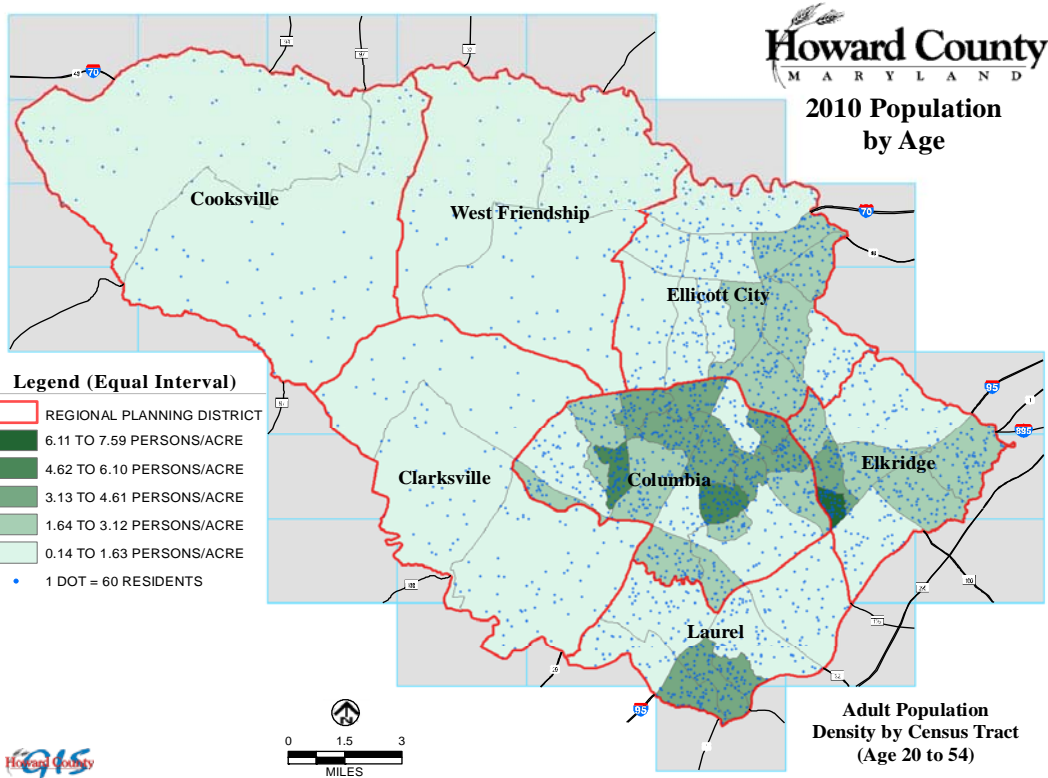 Howard County
MARYLAND
2010 Population
by Age
70
Cooksville
West Friendship
70
Ellicott City
Legend (Equal Interval)
REGIONAL PLANNING DISTRICT
6.11 TO 7.59 PERSONS/ACRE
4.62 TO 6.10 PERSONS/ACRE
3.13 TO 4.61 PERSONS/ACRE
1.64 TO 3.12 PERSONS/ACRE
0.14 TO 1.63 PERSONS/ACRE
1 DOT = 60 RESIDENTS
95
1
895
Clarksville
Columbia
Elkridge
Laurel
29
95
N
0 1.5 3
MILES
Adult Population
Density by Census Tract
(Age 20 to 54)
Howard County
GIS